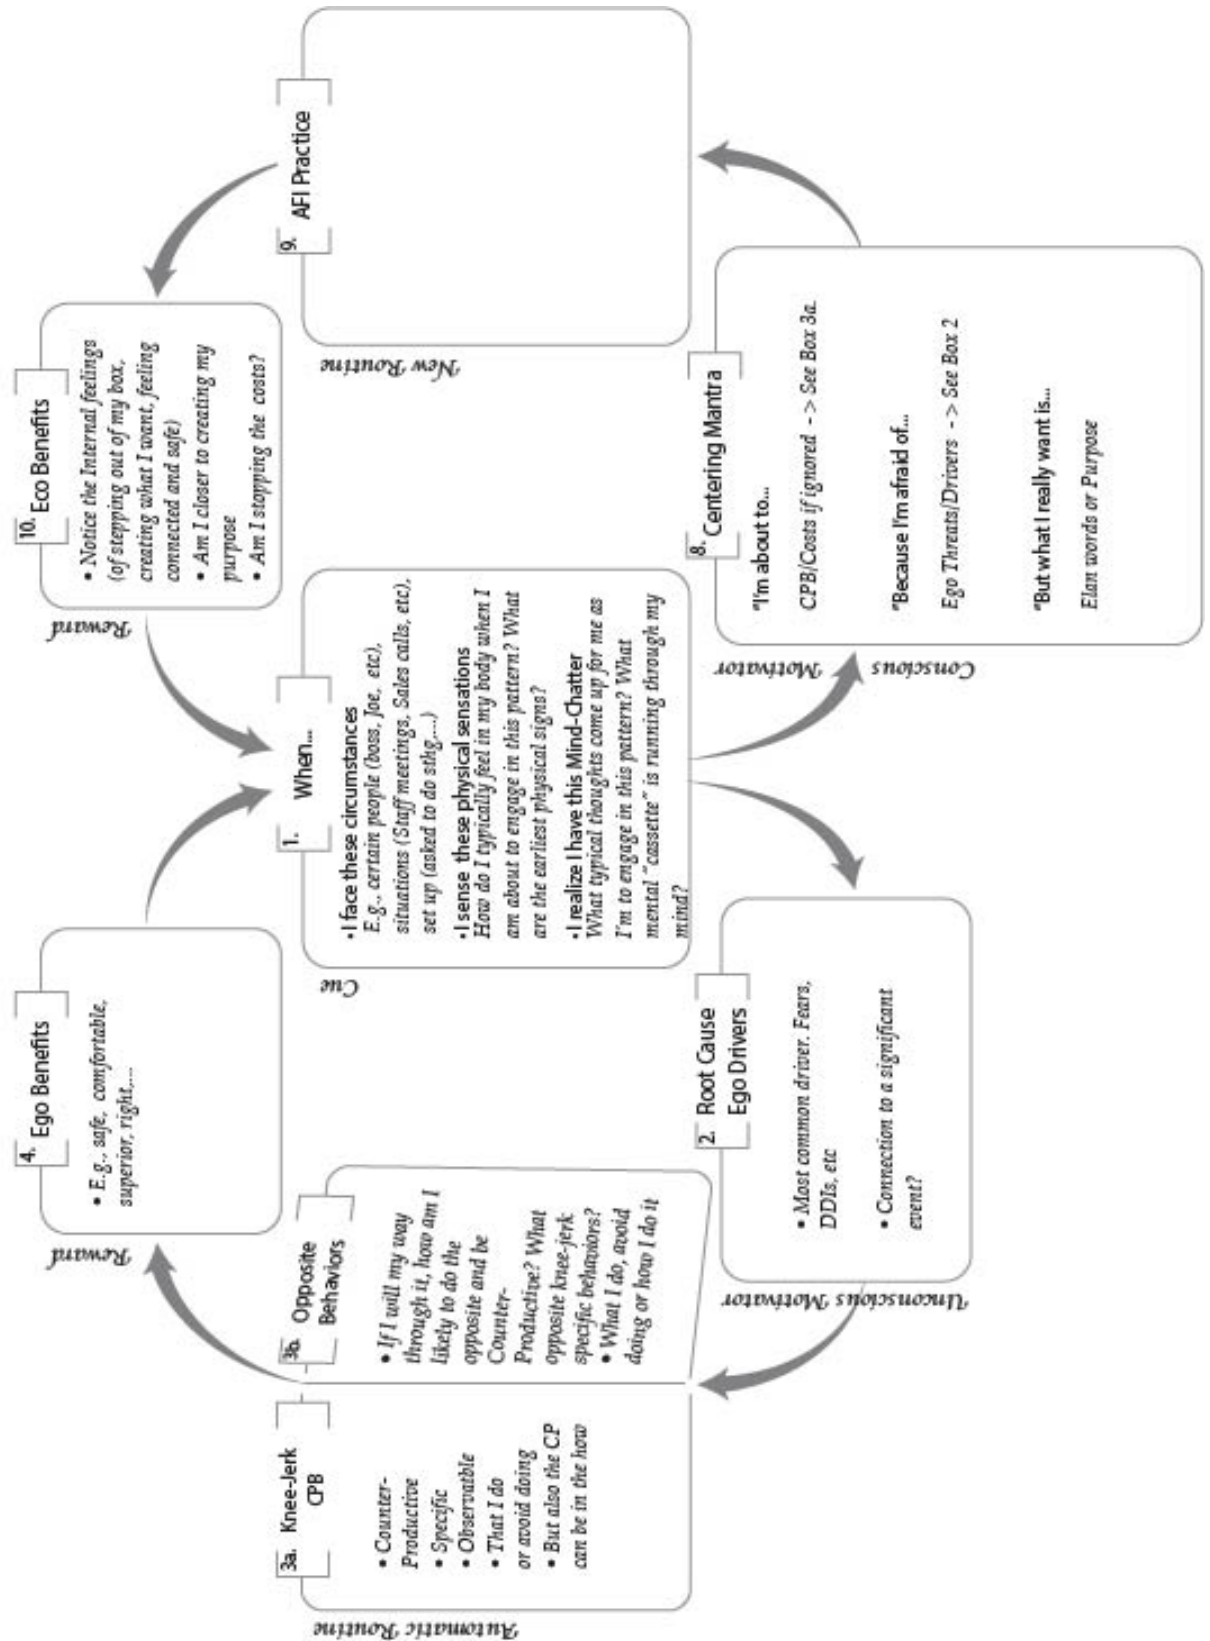 Automatic Routine
3a. Knee-Jerk
CPB
• Counter-
Productive
• Specific
• Observatble
• That I do
or avoid doing
• But also the CP
can be in the how
3b. Opposite
Behaviors
• If I will my way
through it, how am I
likely to do the
opposite and be
Counter-
Productive? What
opposite knee-jerk
specific behaviors?
• What I do, avoid
doing or how I do it
Reward
4. Ego Benefits
• E.g., safe, comfortable,
superior, right,...
Unconscious Motivator
2. Root Cause
Ego Drivers
• Most common driver. Fears,
DDIs, etc
• Connection to a significant
event?
Cue
1. When...
•I face these circumstances
E.g., certain people (boss, Joe, etc),
situations (Staff meetings, Sales calls, etc),
set up (asked to do sthg,...)
•I sense these physical sensations
How do I typically feel in my body when I
am about to engage in this pattern? What
are the earliest physical signs?
•I realize I have this Mind-Chatter
What typical thoughts come up for me as
I'm to engage in this pattern? What
mental "cassette" is running through my
mind?
Reward
10. Eco Benefits
• Notice the Internal feelings
(of stepping out of my box,
creating what I want, feeling
connected and safe)
• Am I closer to creating my
purpose
• Am I stopping the costs?
Conscious Motivator
8. Centering Mantra
"I'm about to...
CPB/Costs if ignored -> See Box 3a.
"Because I'm afraid of...
Ego Threats/Drivers -> See Box 2
"But what I really want is...
Elan words or Purpose
New Routine
9. AFI Practice